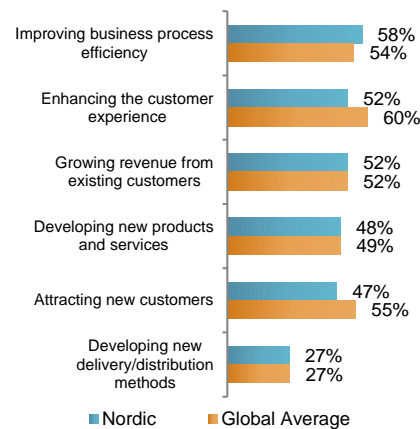 Improving business process
efficiency
58%
54%
Enhancing the customer
experience
52%
60%
Growing revenue from
existing customers
52%
52%
Developing new products
and services
48%
49%
Attracting new customers
47%
55%
Developing new
delivery/distribution
methods
27%
27%
Nordic
Global Average